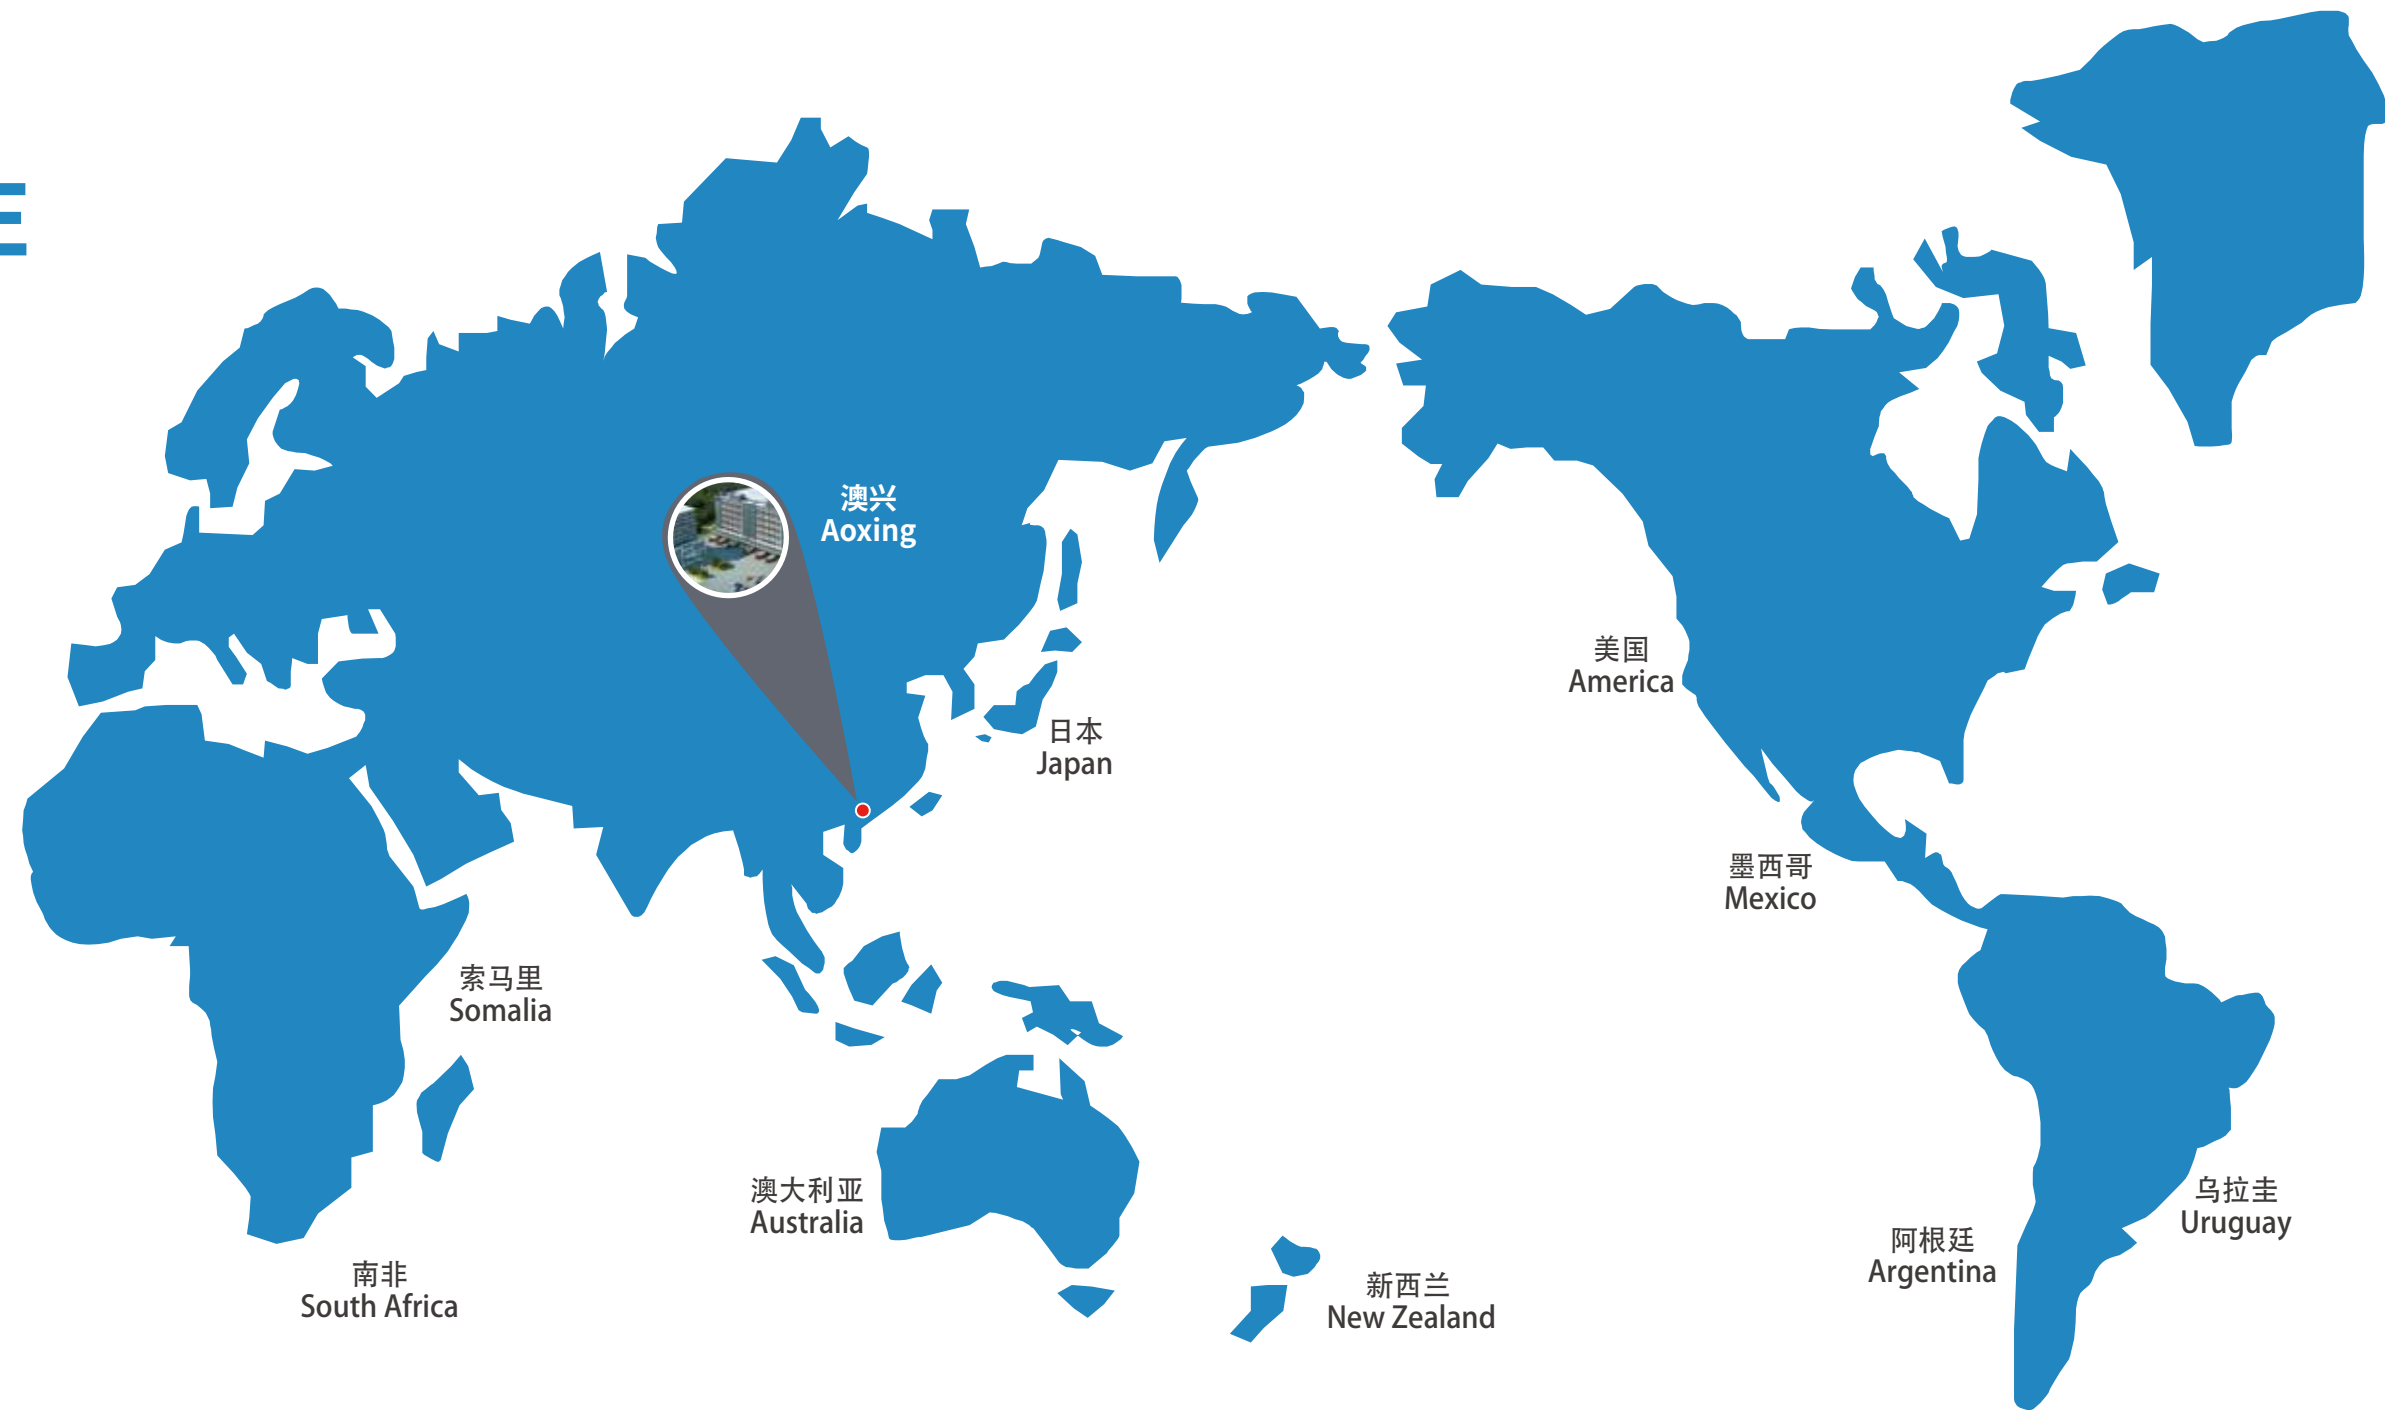 E
澳兴
Aoxing
美国
America
日本
Japan
墨西哥
Mexico
索马里
Somalia
澳大利亚
Australia
乌拉圭
Uruguay
阿根廷
Argentina
南非
South Africa
新西兰
New Zealand